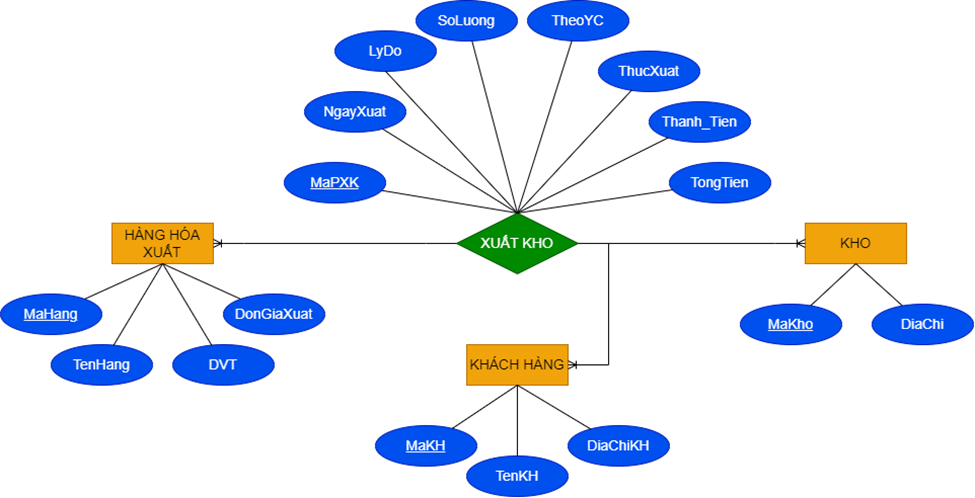 SoLuong
TheoYC
LyDo
ThucXuat
NgayXuat
Thanh_Tien
MaPXK
TongTien
HÀNG HÓA
XUẤT
XUẤT KHO
KHO
MaHang
DonGiaXuat
MaKho
DiaChi
TenHang
DVT
KHÁCH HÀNG
MaKH
DiaChiKH
TenKH